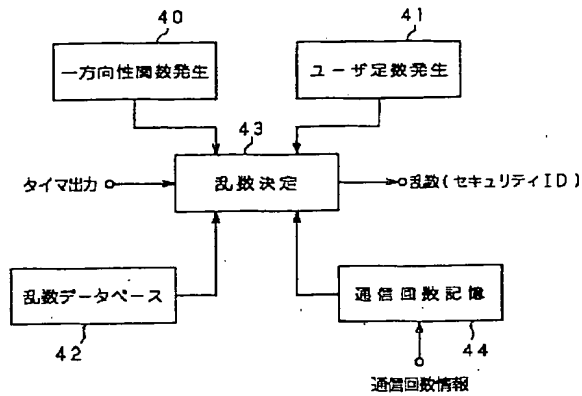 40
41
一方向性関数発生
ユーザ定数発生
43
タイマ出力
乱数決定
乱数(セキュリティID)
乱数データベース
通信回数記憶
42
44
通信回数情報